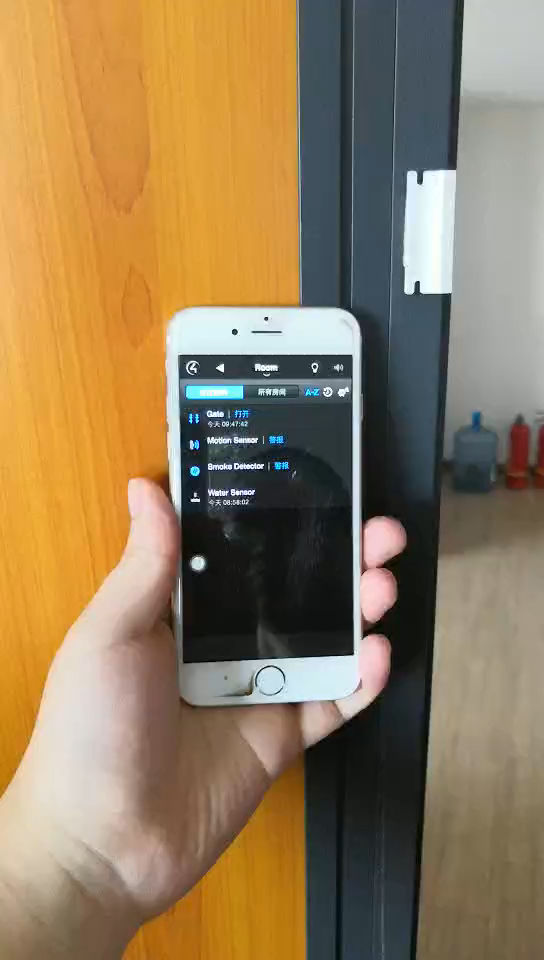 Room
所有房间
A-Z
Gate | 打开
今天 09:47:42
Motion Sensor | 警报
Smoke Detector | 警报
Water Sensor
今天 08:58:02